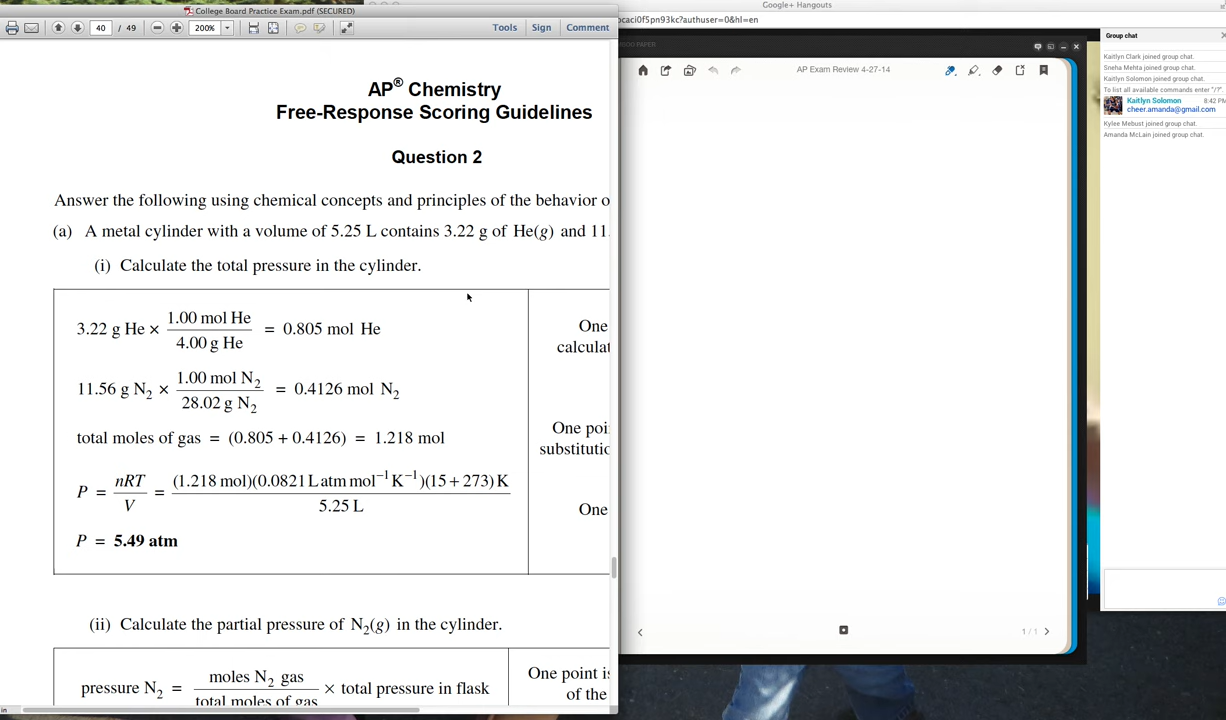 College Board Practice Exam.pdf (SECURED)
40 / 49
200%
Tools
Sign
Comment
AP® Chemistry
Free-Response Scoring Guidelines
Question 2
Answer the following using chemical concepts and principles of the behavior o
(a) A metal cylinder with a volume of 5.25 L contains 3.22 g of He(g) and 11.
(i) Calculate the total pressure in the cylinder.
3.22 g He × 1.00 mol He / 4.00 g He = 0.805 mol He
11.56 g N₂ × 1.00 mol N₂ / 28.02 g N₂ = 0.4126 mol N₂
total moles of gas = (0.805 + 0.4126) = 1.218 mol
P = nRT / V = (1.218 mol)(0.0821 L atm mol⁻¹ K⁻¹)(15 + 273) K / 5.25 L
P = 5.49 atm
One
calculat
One poi
substitutio
One
(ii) Calculate the partial pressure of N₂(g) in the cylinder.
pressure N₂ = moles N₂ gas / total moles of gas × total pressure in flask
One point is
of the
in
Google+ Hangouts
ocaci0f5pn93kc?authuser=0&hl=en
PAPER
AP Exam Review 4-27-14
1 / 1
Group chat
Kaitlyn Clark joined group chat.
Sneha Mehta joined group chat.
Kaitlyn Solomon joined group chat.
To list all available commands enter "/?"
Kaitlyn Solomon 8:42 PM
cheer.amanda@gmail.com
Kylee Mebust joined group chat.
Amanda McLain joined group chat.